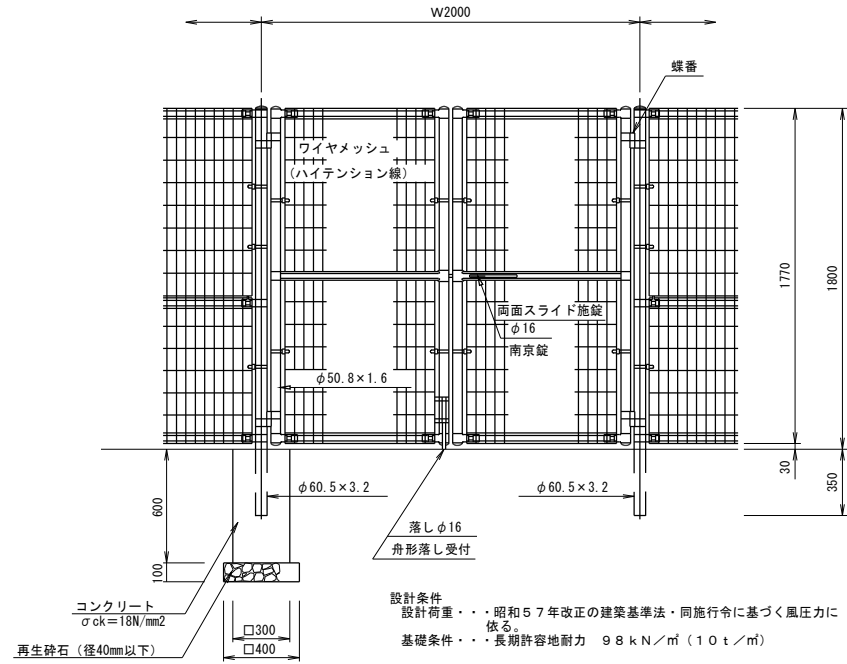 W2000
蝶番
ワイヤメッシュ
(ハイテンション線)
1770
1800
両面スライド施錠
φ16
南京錠
φ50.8×1.6
30
350
600
φ60.5×3.2
φ60.5×3.2
落しφ16
舟形落し受付
100
コンクリート
σck=18N/mm2
再生砕石(径40mm以下)
□300
□400
設計条件
設計荷重・・・昭和57年改正の建築基準法・同施行令に基づく風圧力に
依る。
基礎条件・・・長期許容地耐力 98kN/㎡(10t/㎡)